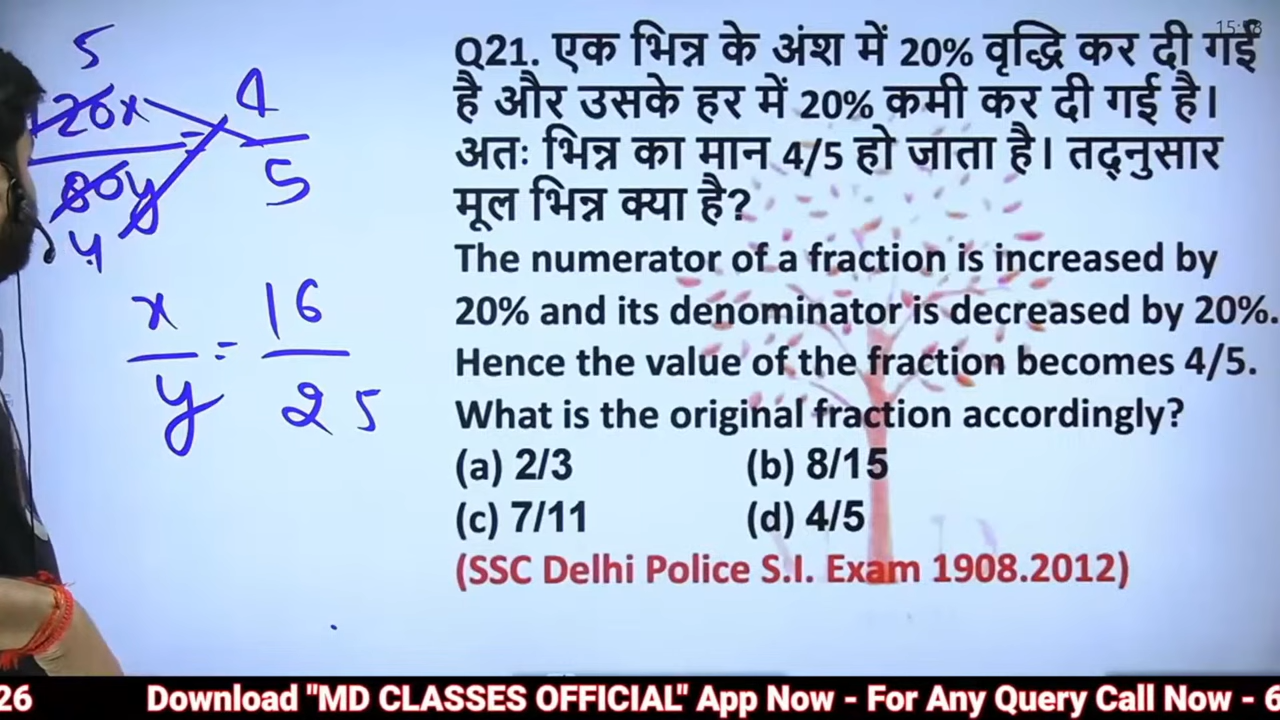 15:58
Q21. एक भिन्न के अंश में 20% वृद्धि कर दी गई
है और उसके हर में 20% कमी कर दी गई है।
अतः भिन्न का मान 4/5 हो जाता है। तद्नुसार
मूल भिन्न क्या है?
The numerator of a fraction is increased by
20% and its denominator is decreased by 20%.
Hence the value of the fraction becomes 4/5.
What is the original fraction accordingly?
(a) 2/3 (b) 8/15
(c) 7/11 (d) 4/5
(SSC Delhi Police S.I. Exam 1908.2012)
5
20x 4
80y 5
4
x 16
= 
y 25
26 Download "MD CLASSES OFFICIAL" App Now - For Any Query Call Now - 6